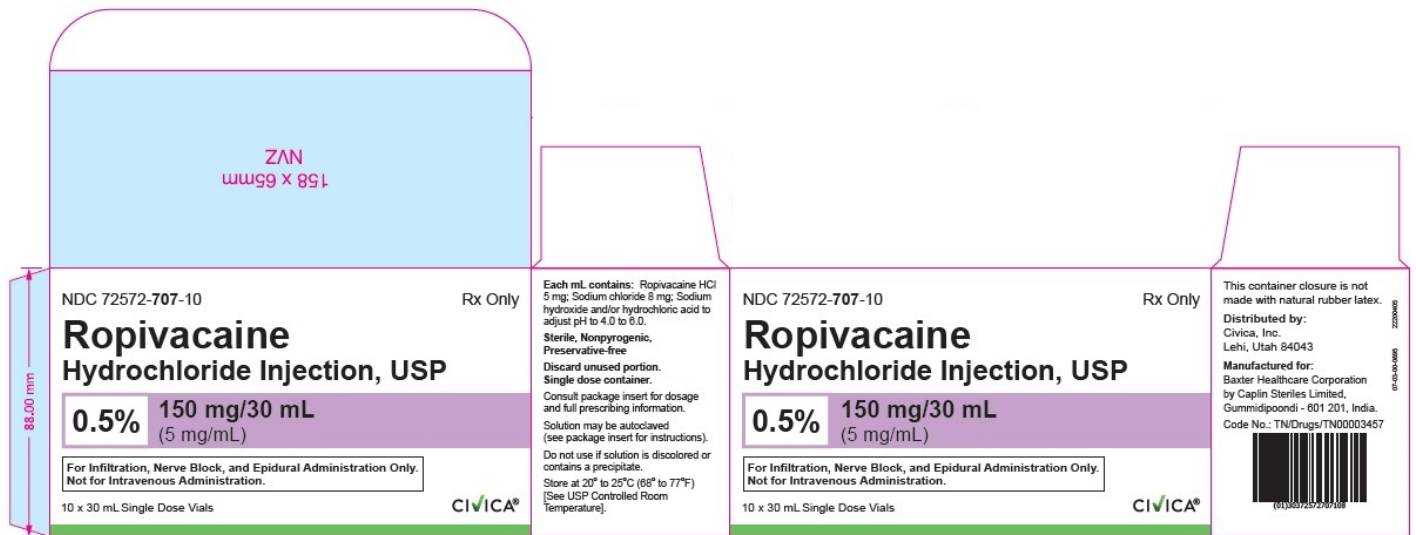 158 x 65mm
NVZ
88.00 mm
NDC 72572-707-10 Rx Only
Ropivacaine
Hydrochloride Injection, USP
0.5%
150 mg/30 mL
(5 mg/mL)
For Infiltration, Nerve Block, and Epidural Administration Only.
Not for Intravenous Administration.
10 x 30 mL Single Dose Vials
CIVICA®
Each mL contains: Ropivacaine HCl
5 mg; Sodium chloride 8 mg; Sodium
hydroxide and/or hydrochloric acid to
adjust pH to 4.0 to 6.0.
Sterile, Nonpyrogenic,
Preservative-free
Discard unused portion.
Single dose container.
Consult package insert for dosage
and full prescribing information.
Solution may be autoclaved
(see package insert for instructions).
Do not use if solution is discolored or
contains a precipitate.
Store at 20° to 25°C (68° to 77°F)
[See USP Controlled Room
Temperature].
NDC 72572-707-10 Rx Only
Ropivacaine
Hydrochloride Injection, USP
0.5%
150 mg/30 mL
(5 mg/mL)
For Infiltration, Nerve Block, and Epidural Administration Only.
Not for Intravenous Administration.
10 x 30 mL Single Dose Vials
CIVICA®
This container closure is not
made with natural rubber latex.
Distributed by:
Civica, Inc.
Lehi, Utah 84043
Manufactured for:
Baxter Healthcare Corporation
by Caplin Steriles Limited,
Gummidipoondi - 601 201, India.
Code No.: TN/Drugs/TN00003457
(01)30372572707108
07-03-00-0695 22200405